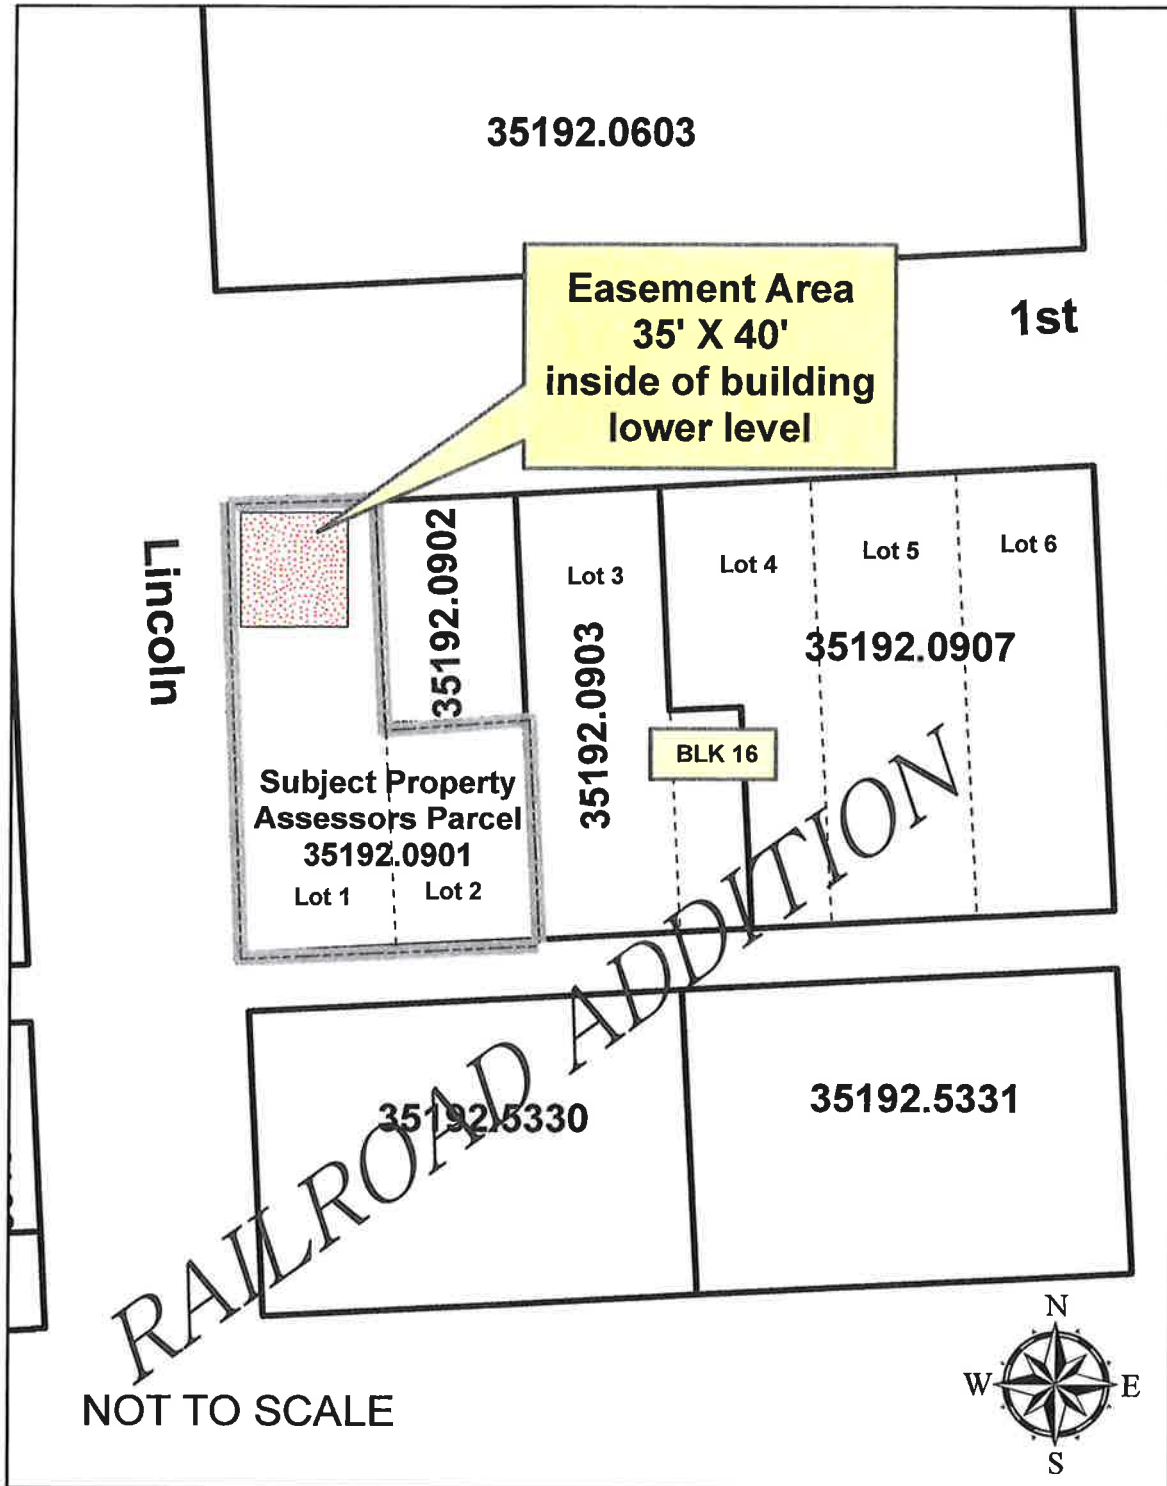 35192.0603
1st
Easement Area
35' X 40'
inside of building
lower level
Lincoln
35192.0902
Lot 3
35192.0903
Lot 4
Lot 5
Lot 6
35192.0907
BLK 16
Subject Property
Assessors Parcel
35192.0901
Lot 1
Lot 2
RAILROAD ADDITION
35192.5330
35192.5331
NOT TO SCALE
N
W
E
S